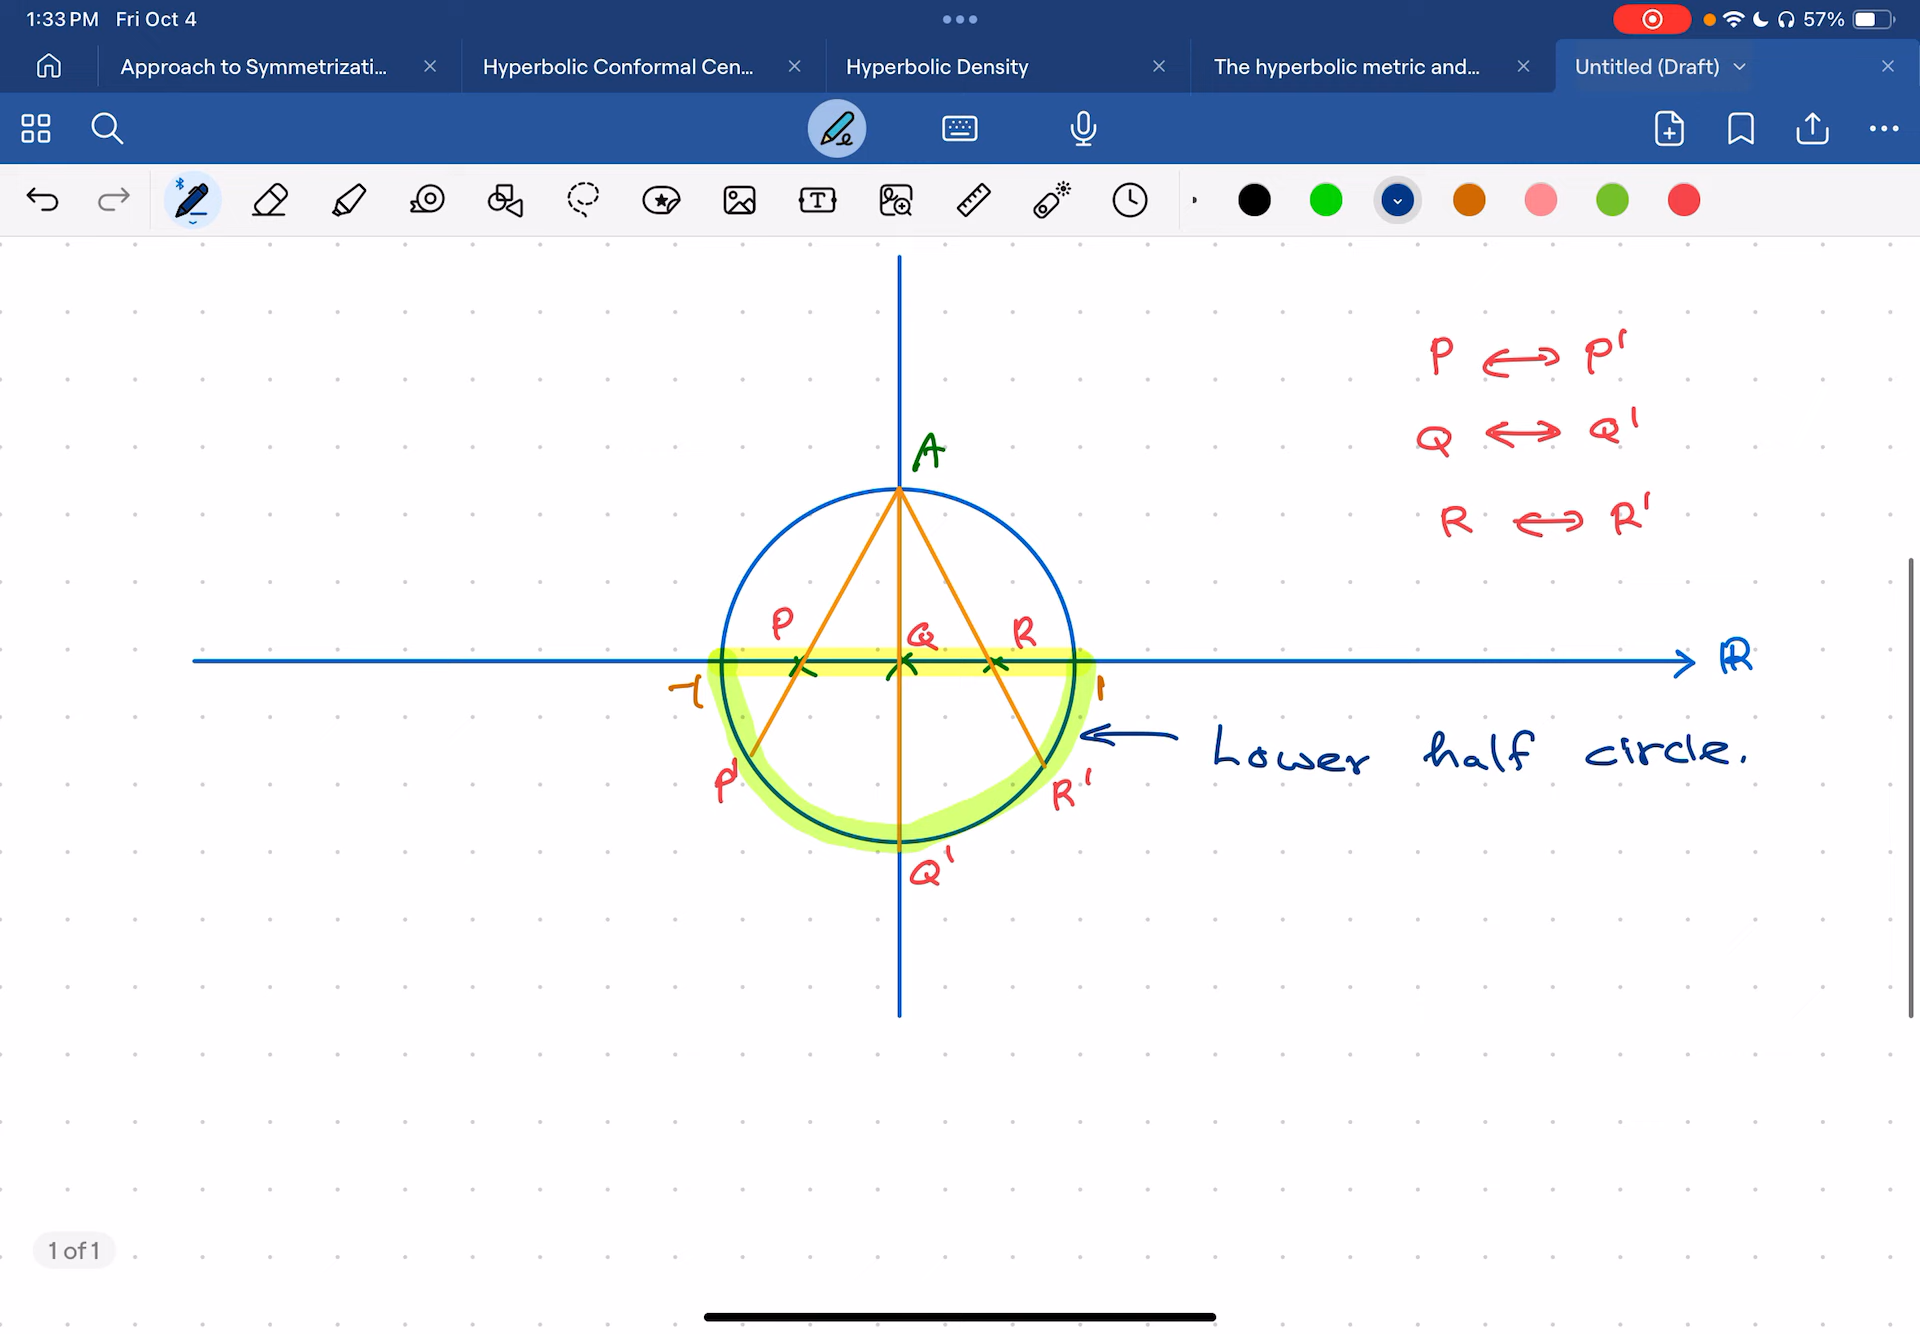 1:33 PM Fri Oct 4
57%
Approach to Symmetrizati...
Hyperbolic Conformal Cen...
Hyperbolic Density
The hyperbolic metric and...
Untitled (Draft)
A
P ↔ P'
Q ↔ Q'
R ↔ R'
P Q R
ℝ
-1 1
P' R'
Lower half circle.
Q'
1 of 1